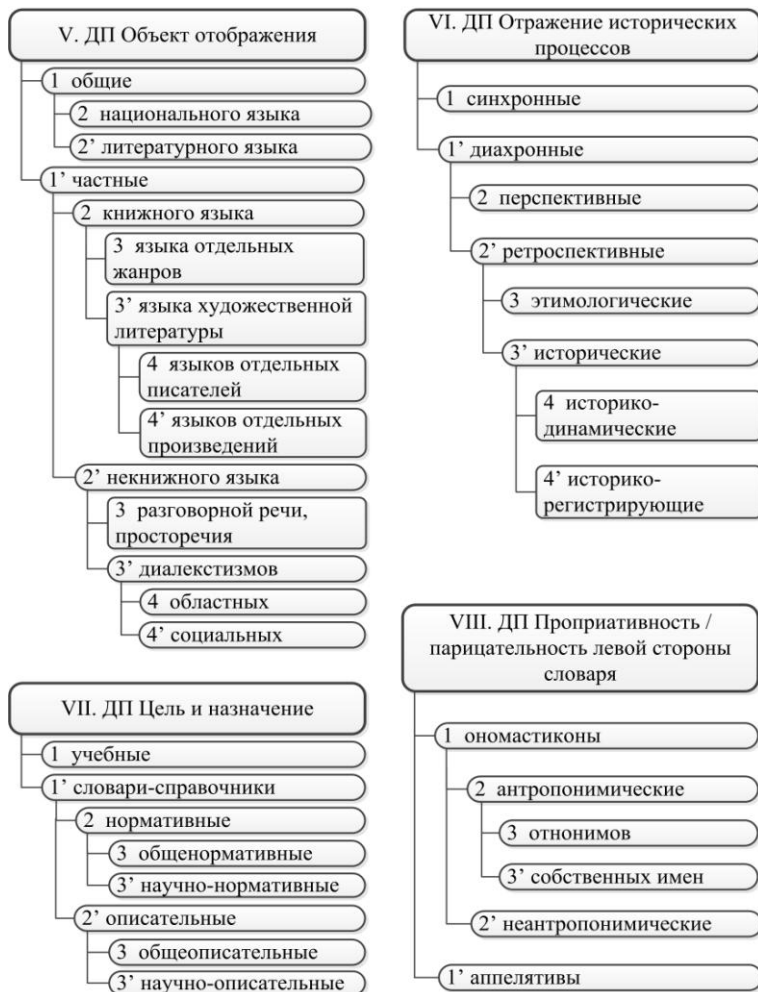 V. ДП Объект отображения
1 общие
2 национального языка
2’ литературного языка
1’ частные
2 книжного языка
3 языка отдельных
жанров
3’ языка художественной
литературы
4 языков отдельных
писателей
4’ языков отдельных
произведений
2’ некнижного языка
3 разговорной речи,
просторечия
3’ диалекстизмов
4 областных
4’ социальных
VI. ДП Отражение исторических
процессов
1 синхронные
1’ диахронные
2 перспективные
2’ ретроспективные
3 этимологические
3’ исторические
4 историко-
динамические
4’ историко-
регистрирующие
VII. ДП Цель и назначение
1 учебные
1’ словари-справочники
2 нормативные
3 общенормативные
3’ научно-нормативные
2’ описательные
3 общеописательные
3’ научно-описательные
VIII. ДП Проприативность /
парицательность левой стороны
словаря
1 ономастиконы
2 антропонимические
3 отнонимов
3’ собственных имен
2’ неантропонимические
1’ аппелятивы